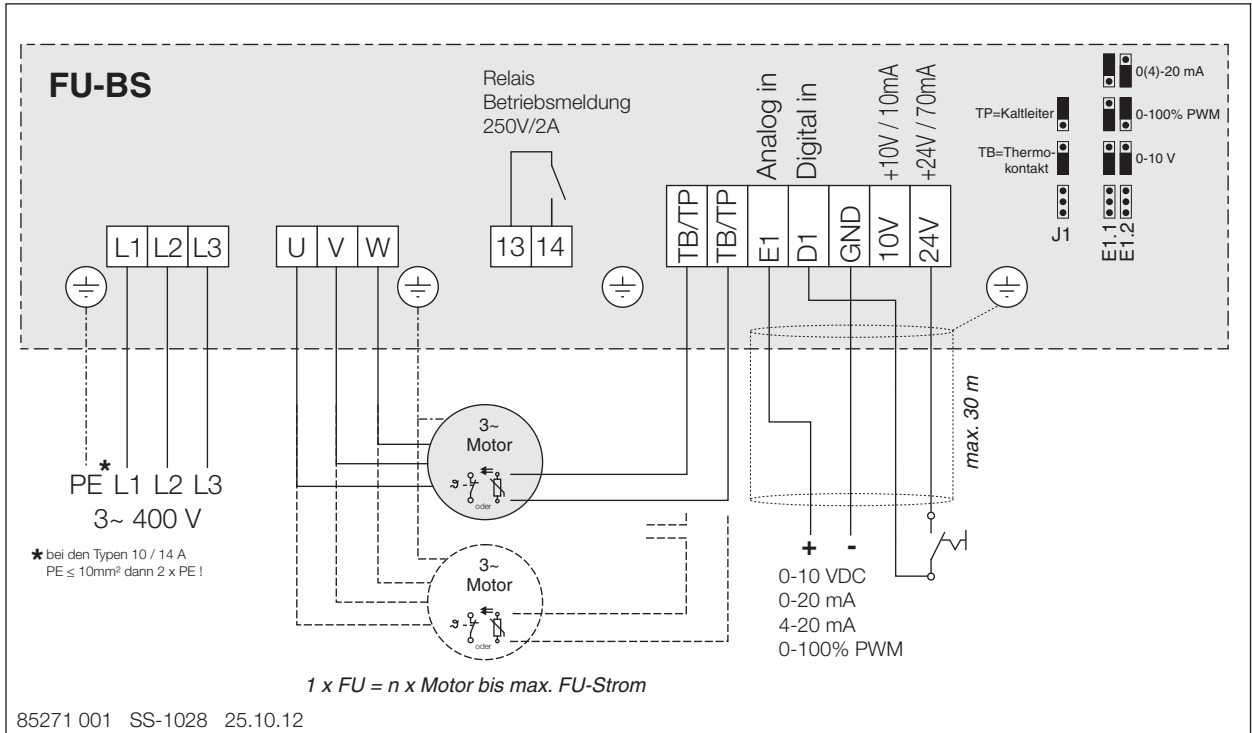 FU-BS
Relais
Betriebsmeldung
250V/2A
Analog in
Digital in
+10V / 10mA
+24V / 70mA
TP=Kaltleiter
TB=Thermo-
kontakt
J1
0(4)-20 mA
0-100% PWM
0-10 V
E1.1
E1.2
L1 L2 L3
U V W
13 14
TB/TP
TB/TP
E1
D1
GND
10V
24V
max. 30 m
PE * L1 L2 L3
3~ 400 V
* bei den Typen 10 / 14 A
PE ≤ 10mm² dann 2 x PE !
3~
Motor
ϑ
oder
3~
Motor
ϑ
oder
+ -
0-10 VDC
0-20 mA
4-20 mA
0-100% PWM
1 x FU = n x Motor bis max. FU-Strom
85271 001 SS-1028 25.10.12